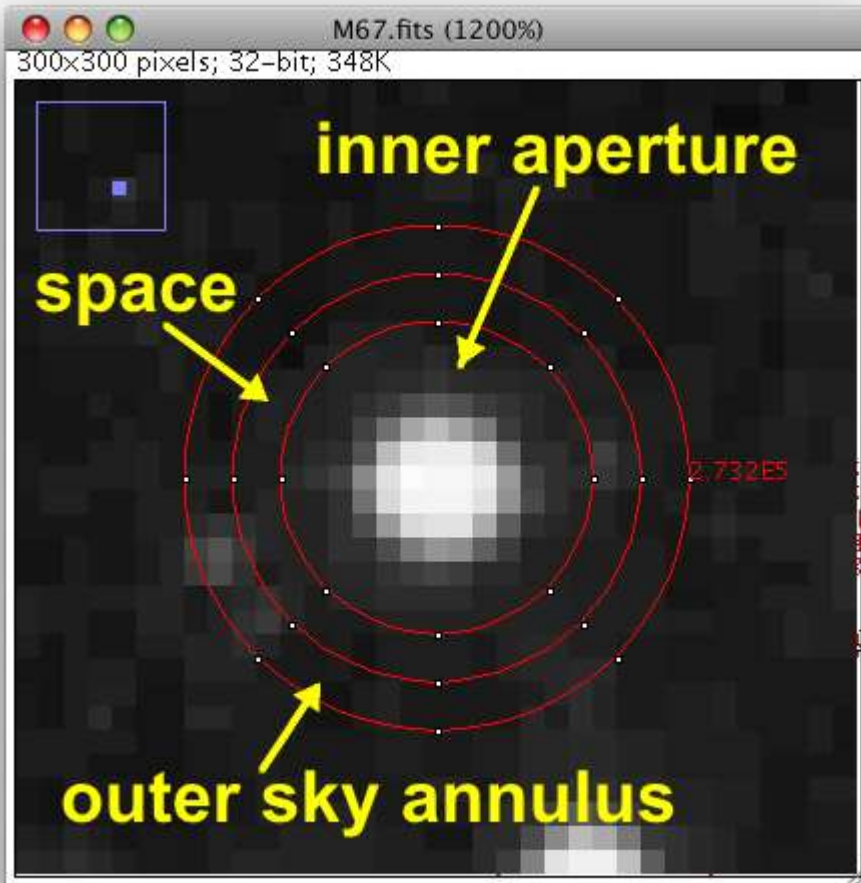 M67.fits (1200%)
300x300 pixels; 32-bit; 348K
inner aperture
space
2.732E5
outer sky annulus